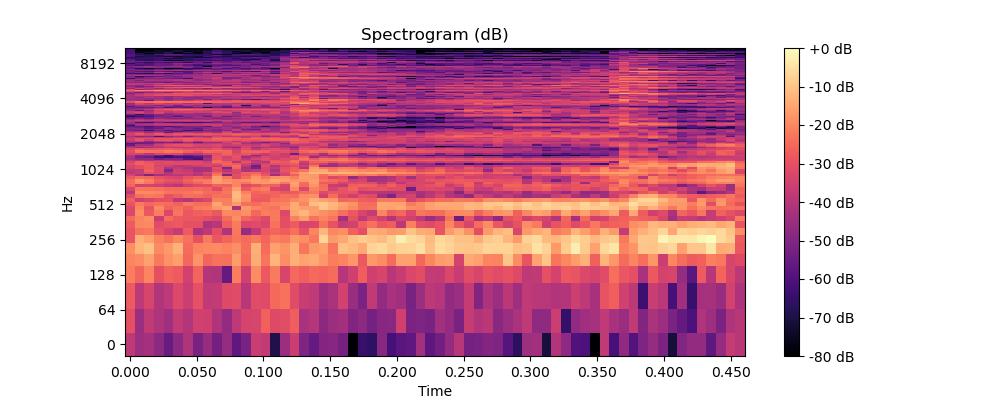 Spectrogram (dB)
Hz
8192
4096
2048
1024
512
256
128
64
0
0.000 0.050 0.100 0.150 0.200 0.250 0.300 0.350 0.400 0.450
Time
+0 dB
-10 dB
-20 dB
-30 dB
-40 dB
-50 dB
-60 dB
-70 dB
-80 dB